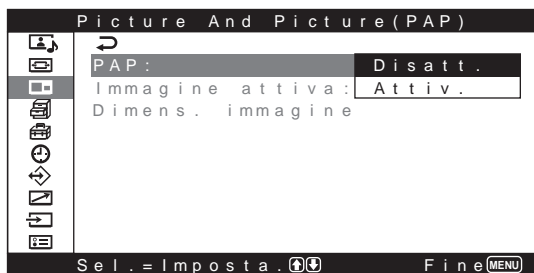 Picture And Picture(PAP)
PAP: Disatt.
Immagine attiva: Attiv.
Dimens. immagine
Sel.=Imposta. Fine MENU